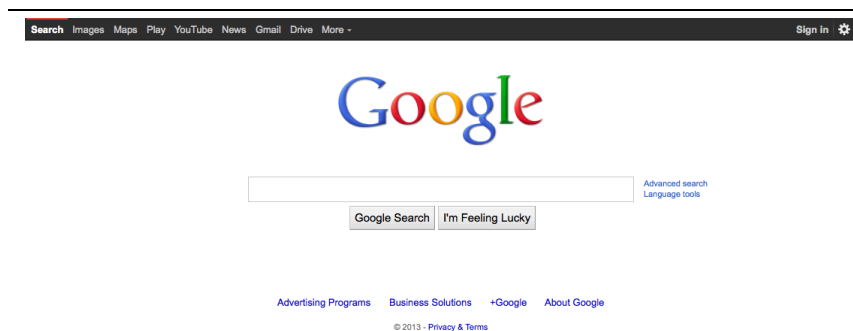 Search Images Maps Play YouTube News Gmail Drive More - Sign in
Google
Advanced search
Language tools
Google Search I'm Feeling Lucky
Advertising Programs Business Solutions +Google About Google
© 2013 - Privacy & Terms